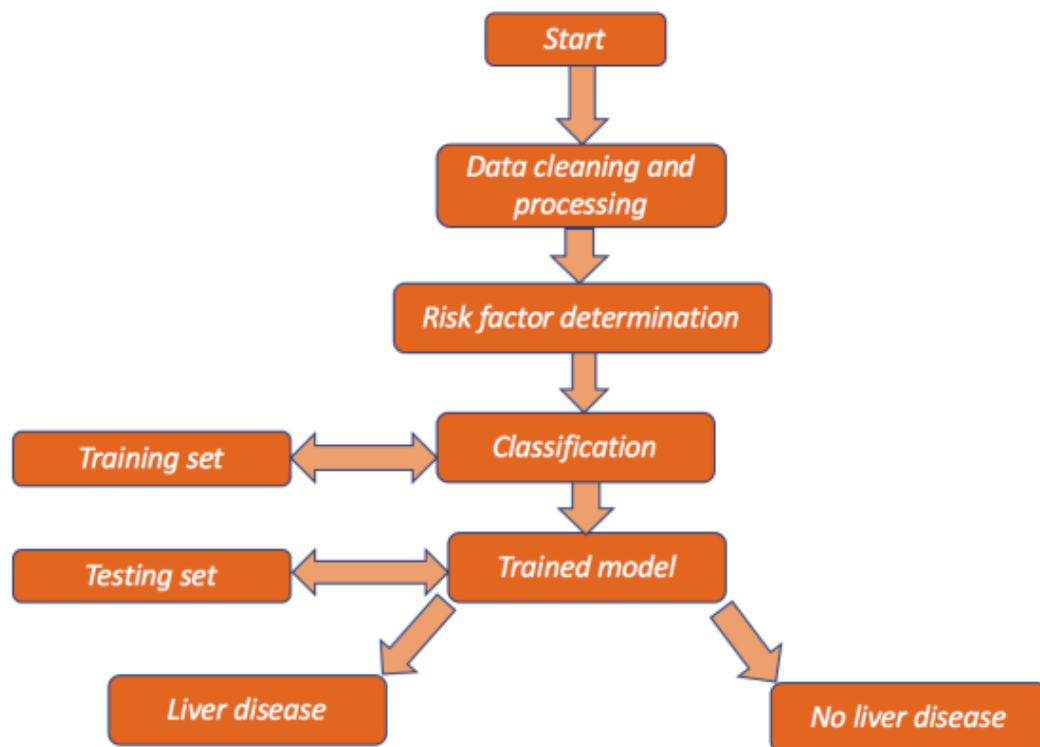 Start
Data cleaning and
processing
Risk factor determination
Classification
Training set
Trained model
Testing set
Liver disease
No liver disease